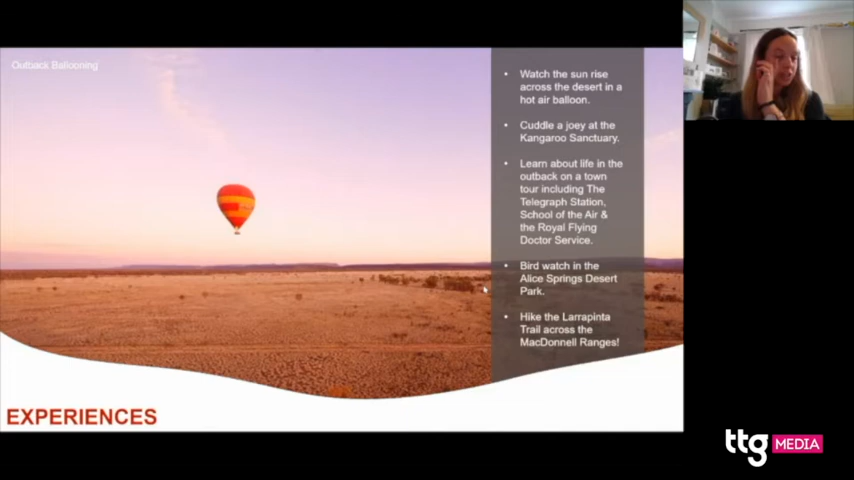 Outback Ballooning
• Watch the sun rise
across the desert in a
hot air balloon.
• Cuddle a joey at the
Kangaroo Sanctuary.
• Learn about life in the
outback on a town
tour including The
Telegraph Station,
School of the Air &
the Royal Flying
Doctor Service.
• Bird watch in the
Alice Springs Desert
Park.
• Hike the Larrapinta
Trail across the
MacDonnell Ranges!
EXPERIENCES
ttg MEDIA